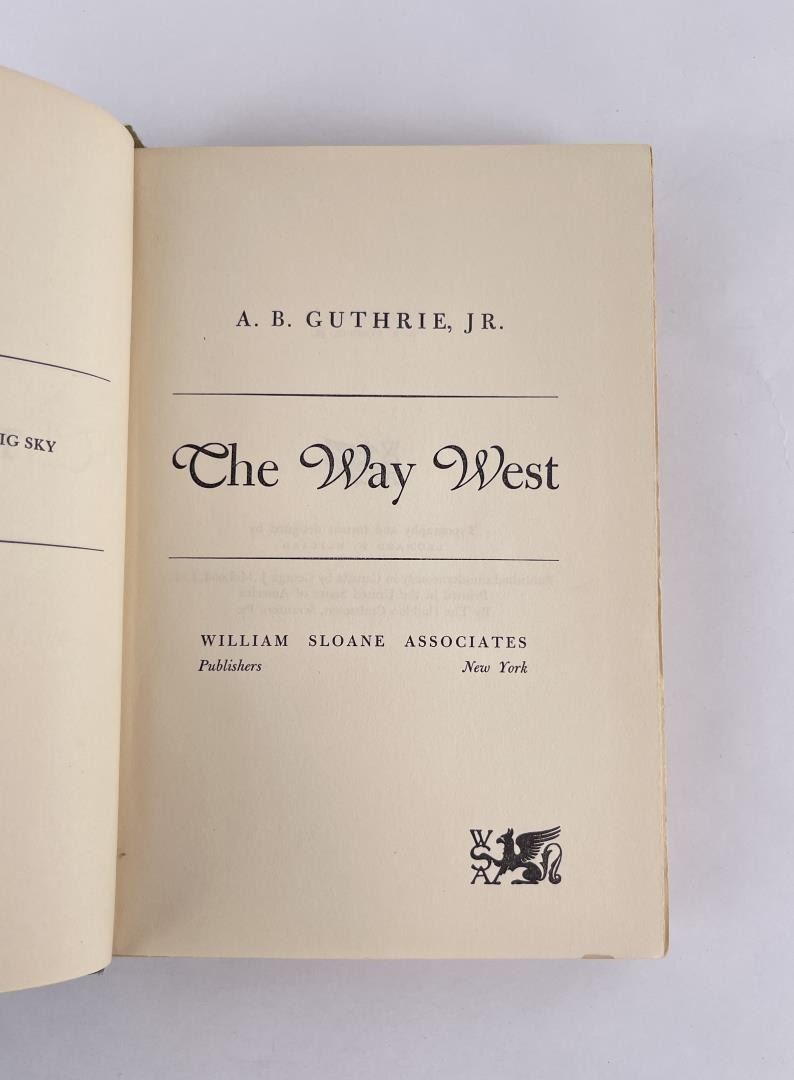 IG SKY
A. B. GUTHRIE, JR.
The Way West
WILLIAM SLOANE ASSOCIATES
Publishers New York
W
S
A